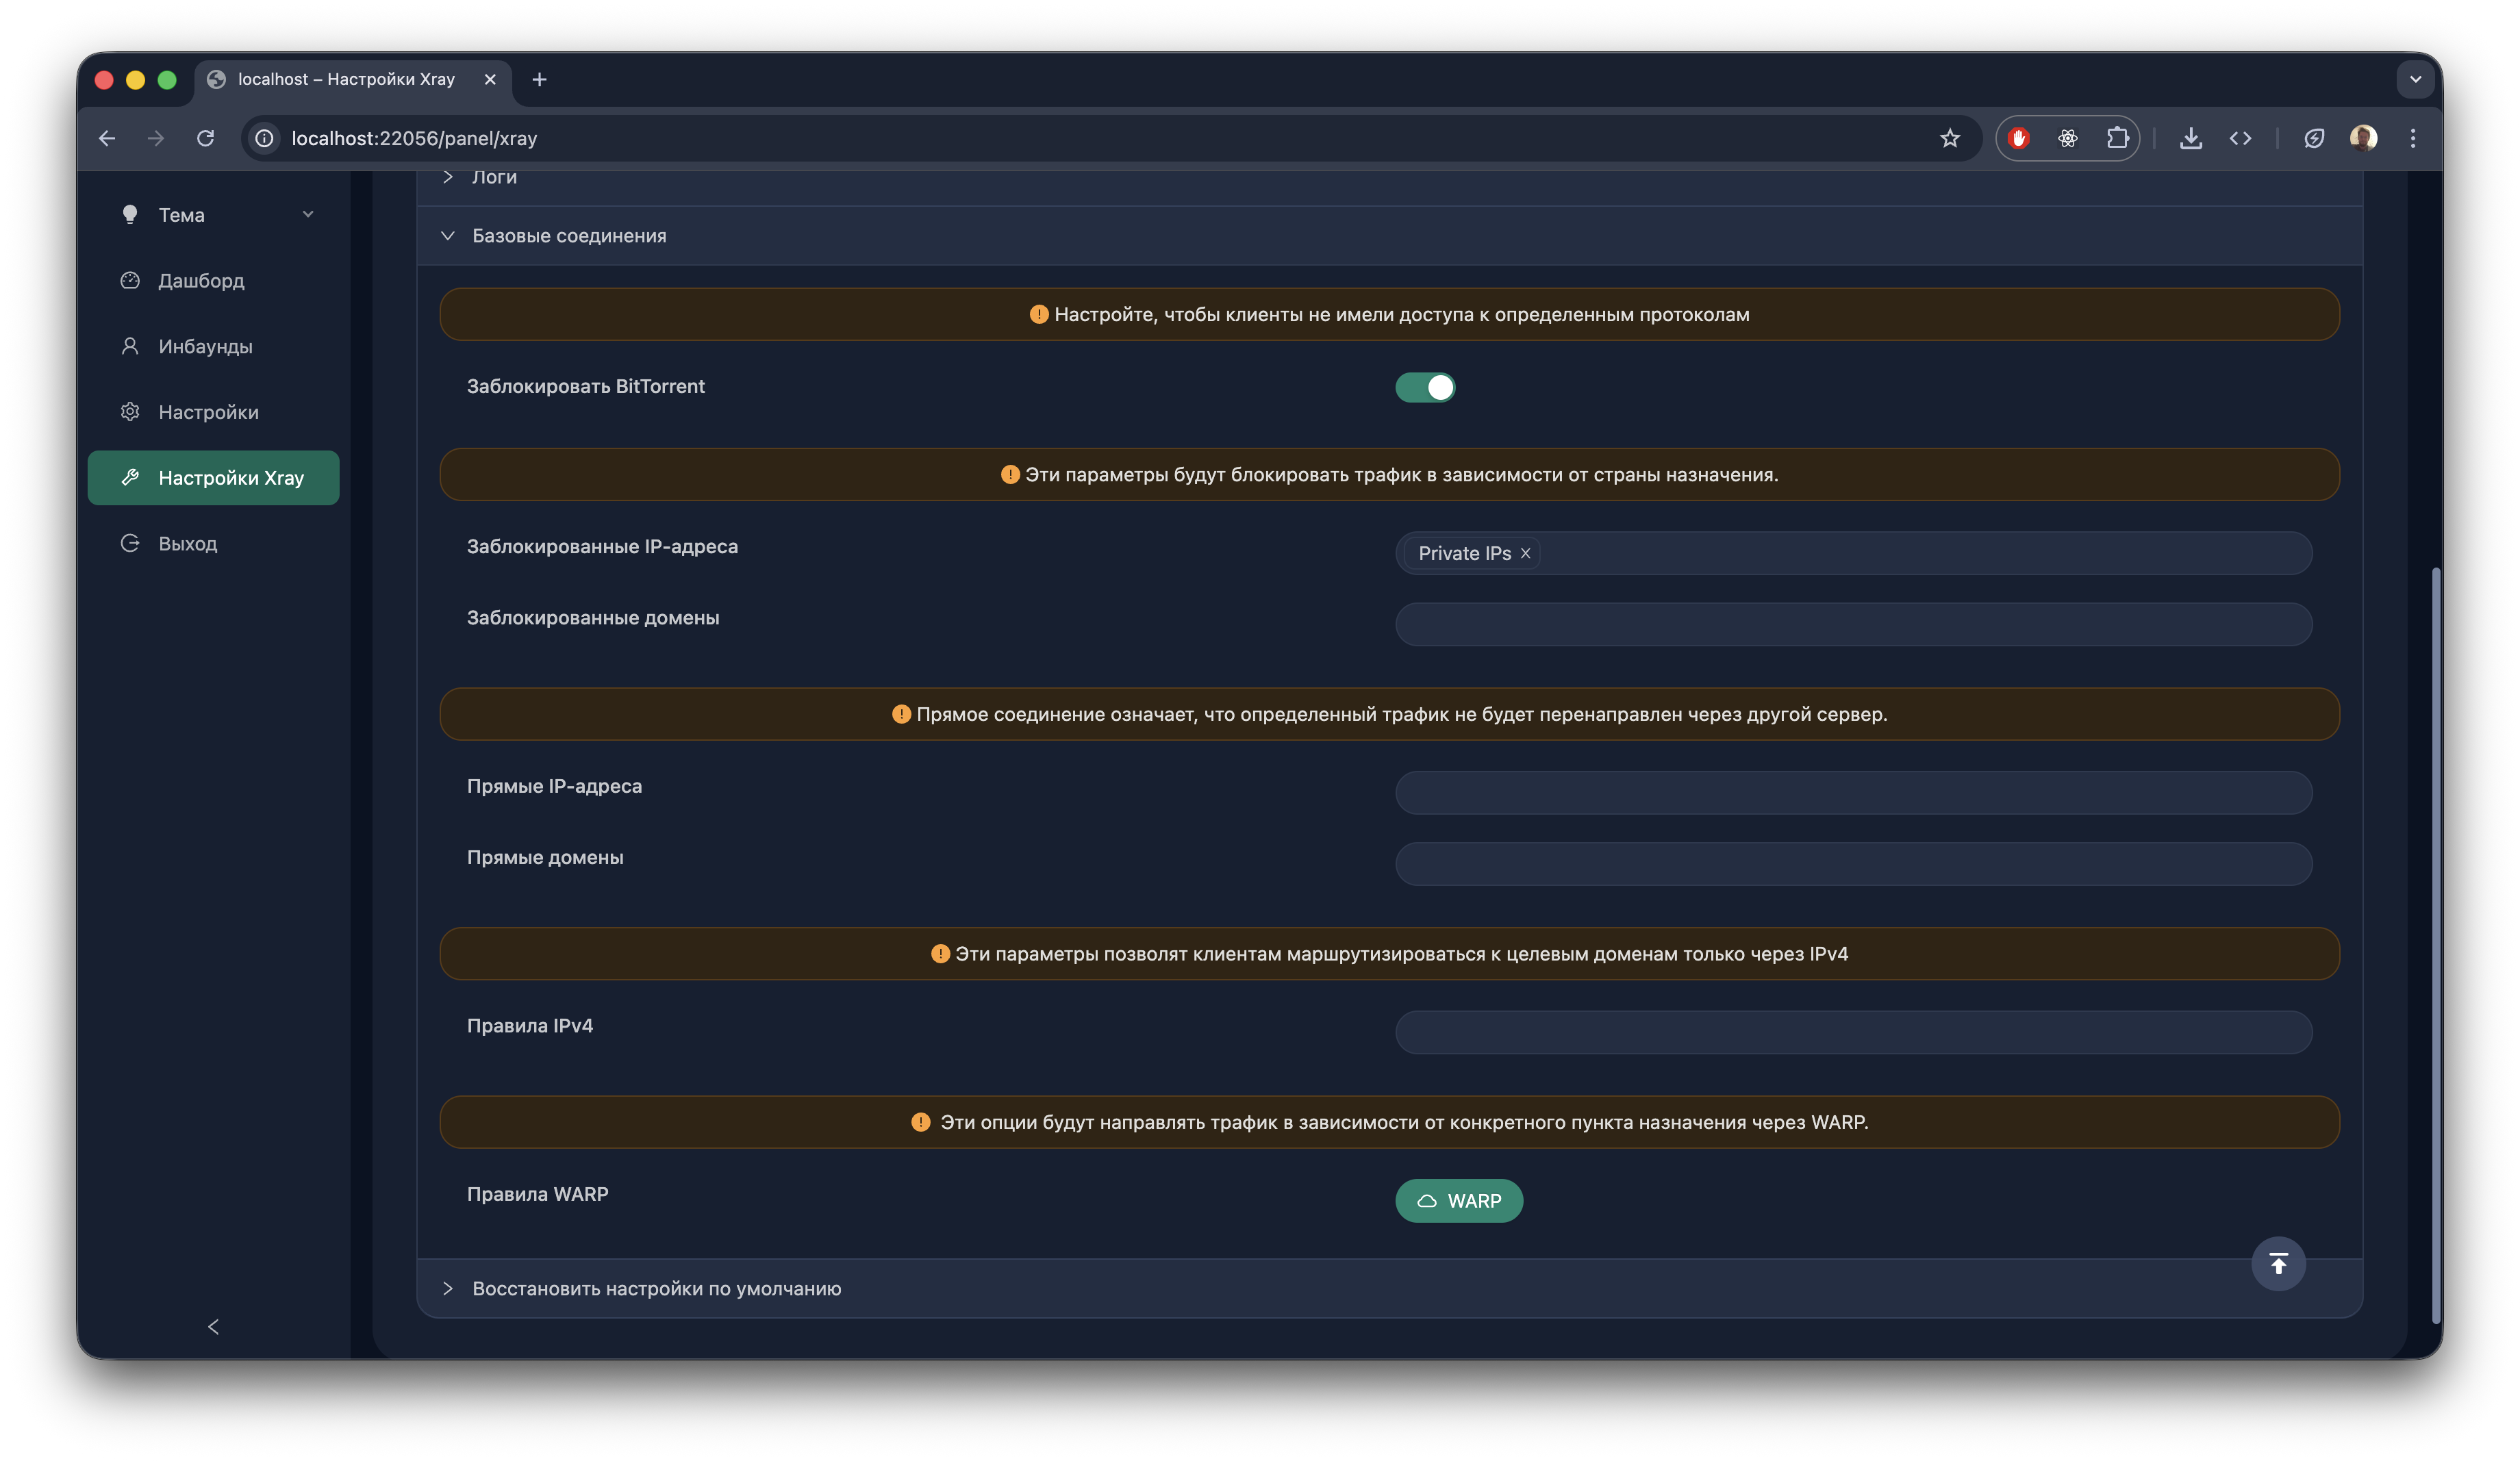 localhost – Настройки Xray
localhost:22056/panel/xray
Тема
Дашборд
Инбаунды
Настройки
Настройки Xray
Выход
Логи
Базовые соединения
Настройте, чтобы клиенты не имели доступа к определенным протоколам
Заблокировать BitTorrent
Эти параметры будут блокировать трафик в зависимости от страны назначения.
Заблокированные IP-адреса
Private IPs
Заблокированные домены
Прямое соединение означает, что определенный трафик не будет перенаправлен через другой сервер.
Прямые IP-адреса
Прямые домены
Эти параметры позволят клиентам маршрутизироваться к целевым доменам только через IPv4
Правила IPv4
Эти опции будут направлять трафик в зависимости от конкретного пункта назначения через WARP.
Правила WARP
WARP
Восстановить настройки по умолчанию